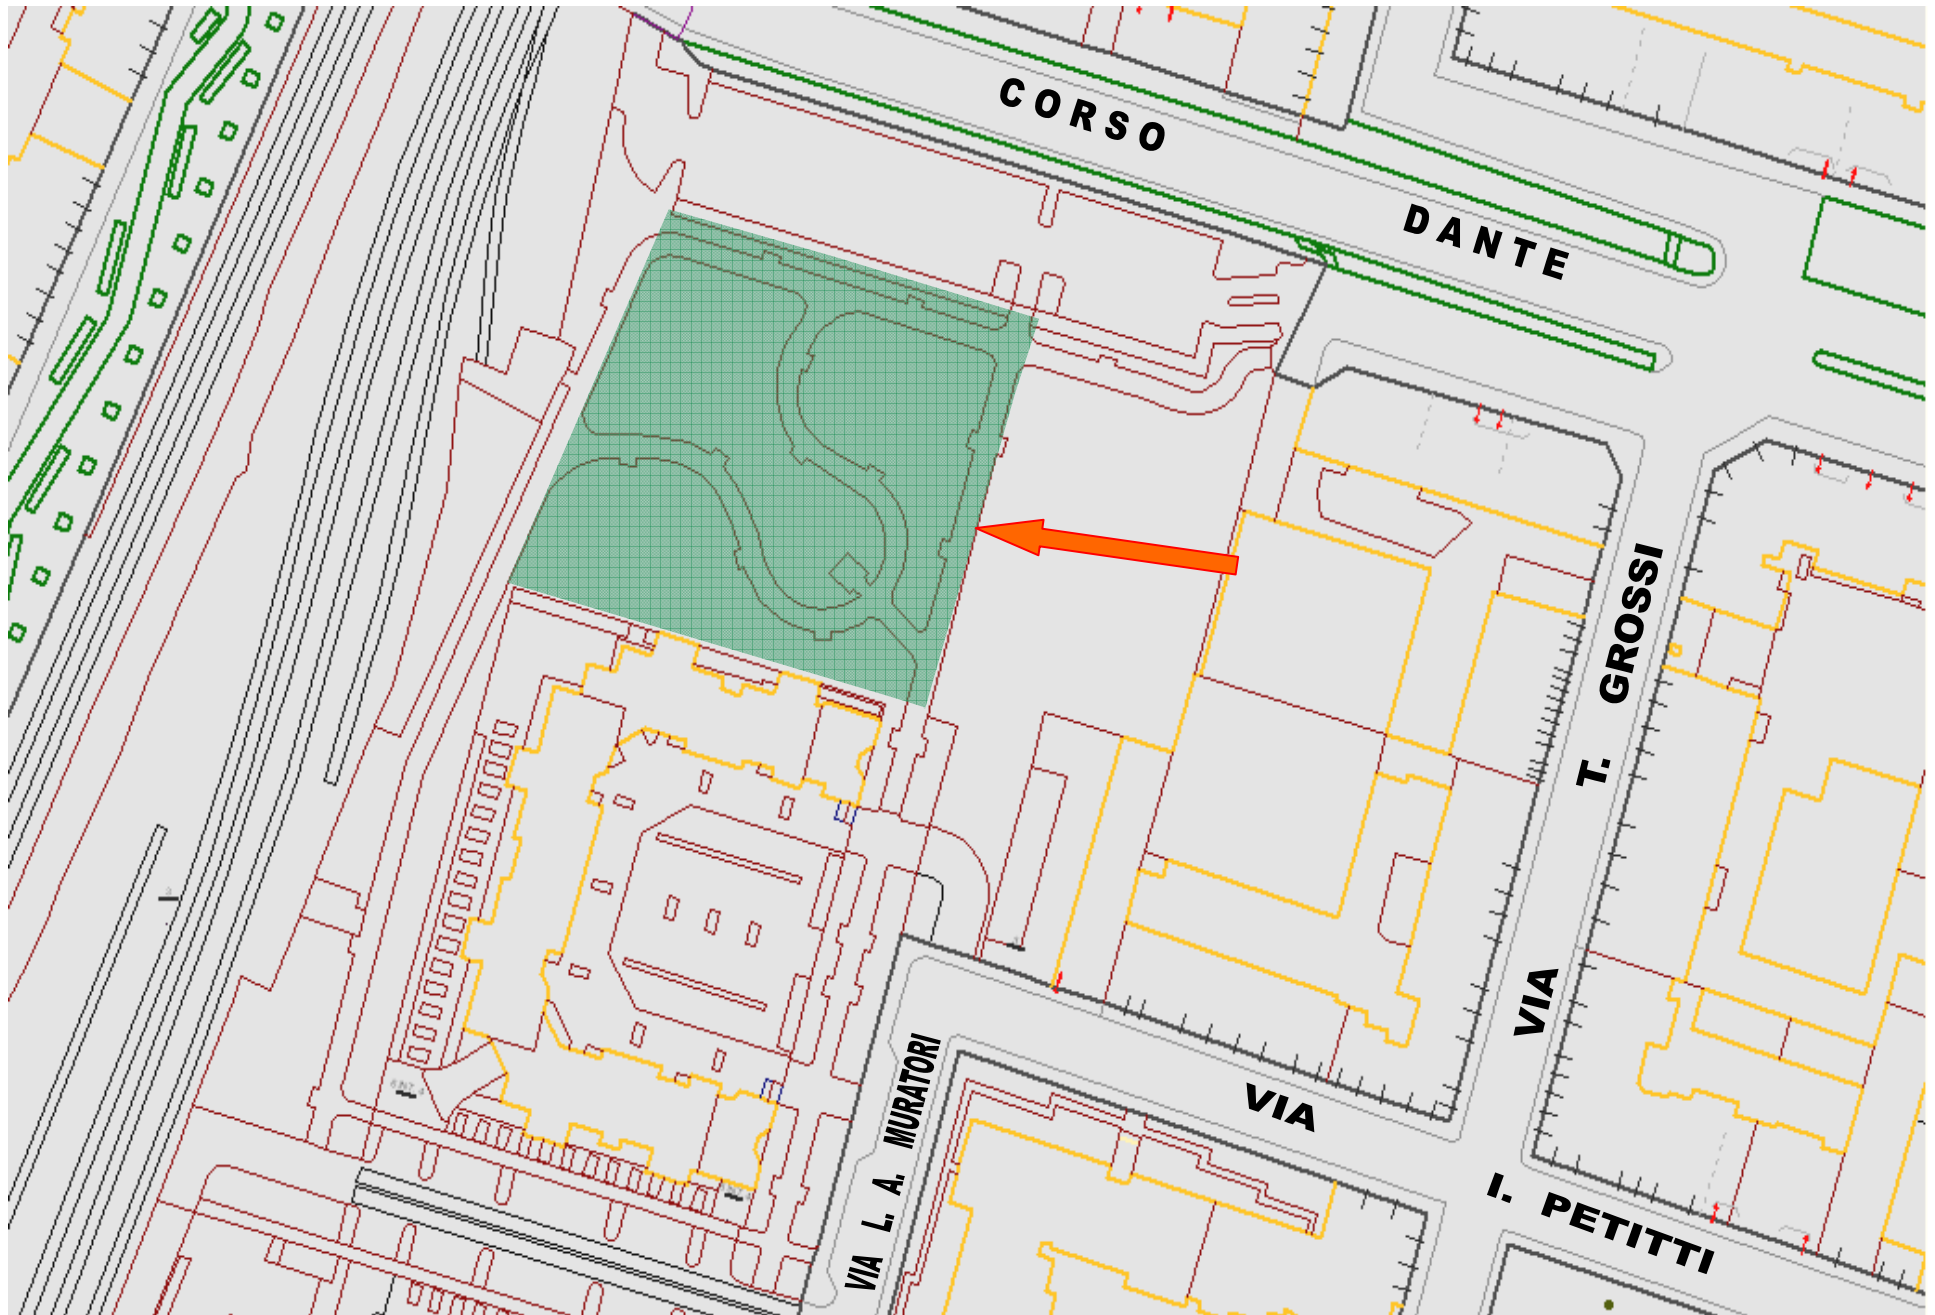 CORSO
DANTE
VIA T. GROSSI
VIA L. A. MURATORI
VIA
I. PETITTI